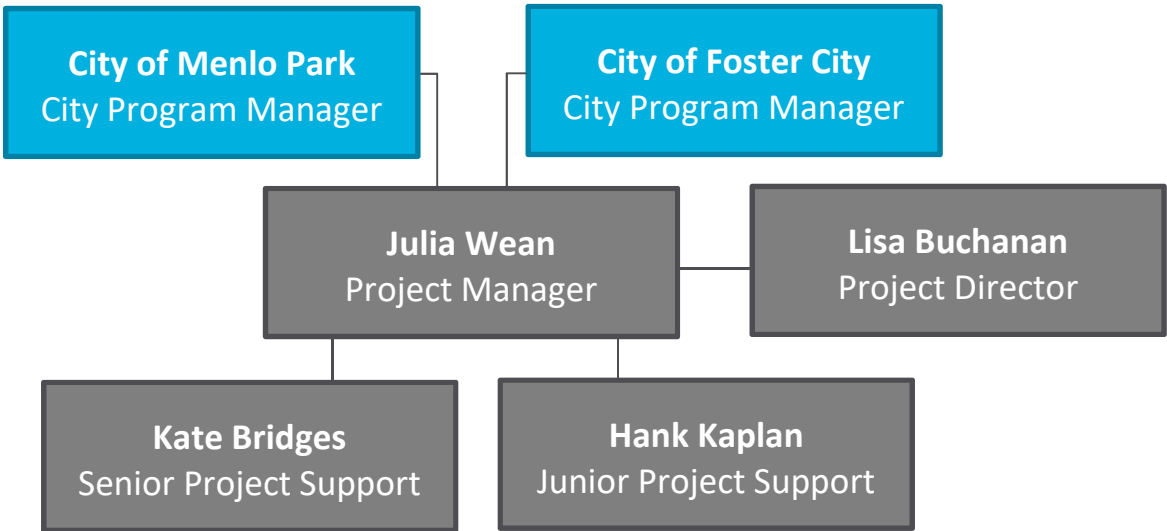 City of Menlo Park
City Program Manager
City of Foster City
City Program Manager
Julia Wean
Project Manager
Lisa Buchanan
Project Director
Kate Bridges
Senior Project Support
Hank Kaplan
Junior Project Support